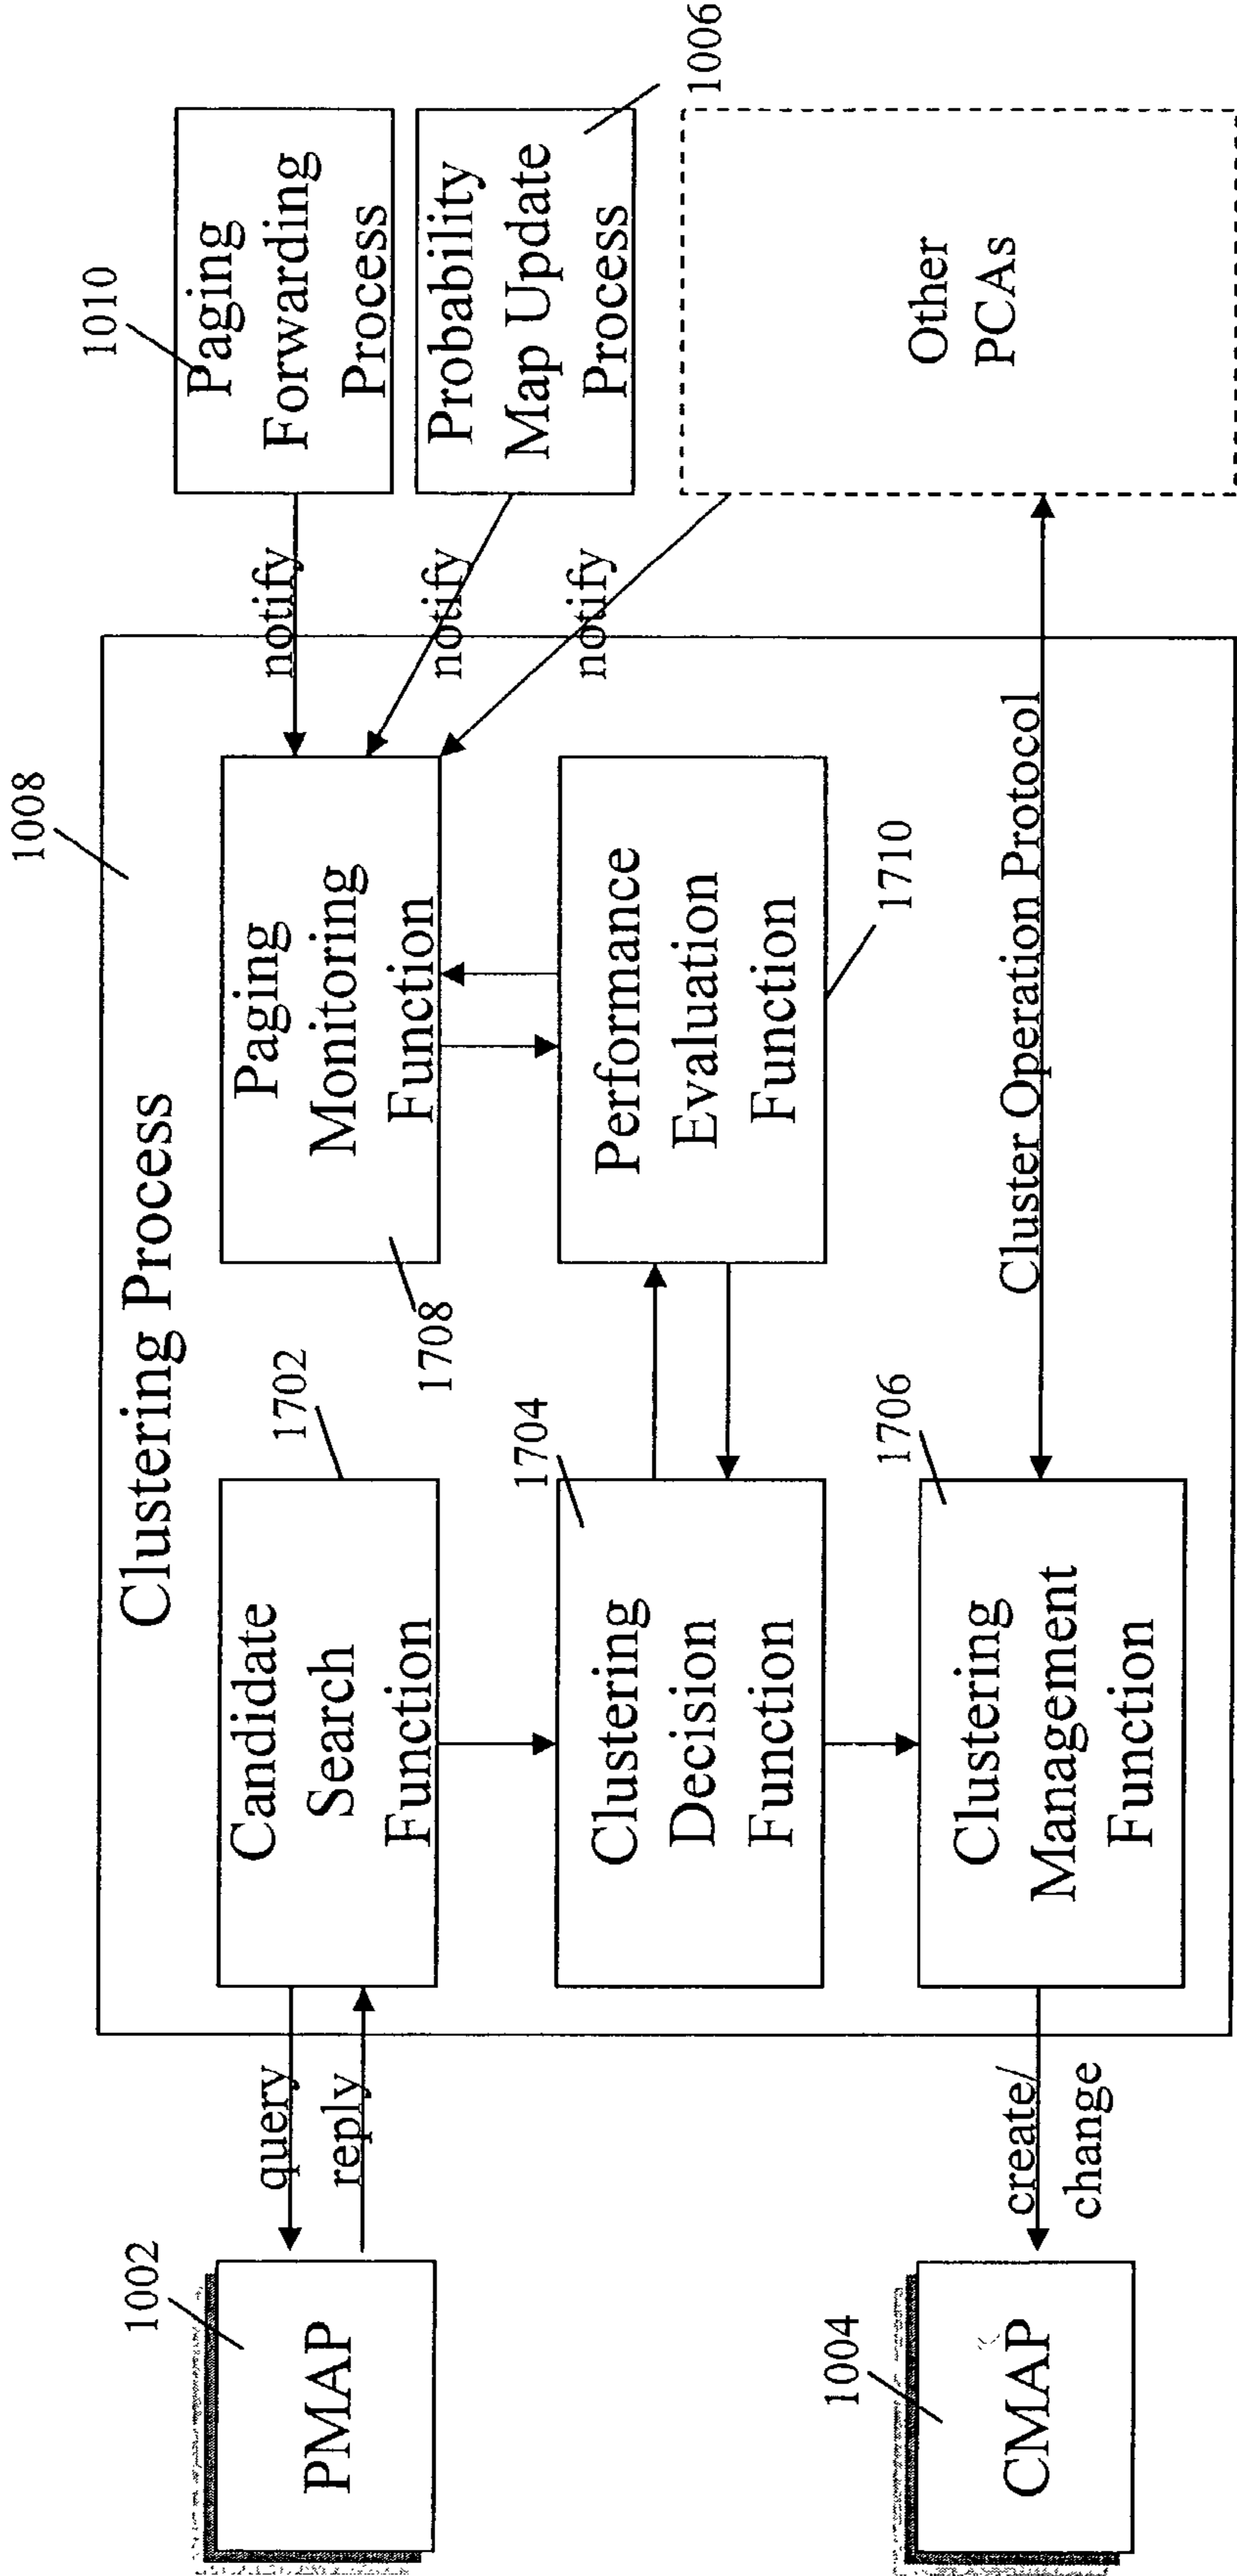 1008
Clustering Process
1002
PMAP
query
reply
Candidate
Search
Function
1702
Paging
Monitoring
Function
1708
notify
notify
notify
1010
Paging
Forwarding
Process
Probability
Map Update
Process
1006
Clustering
Decision
Function
1704
Performance
Evaluation
Function
1710
Other
PCAs
1004
CMAP
create/
change
Clustering
Management
Function
1706
Cluster Operation Protocol